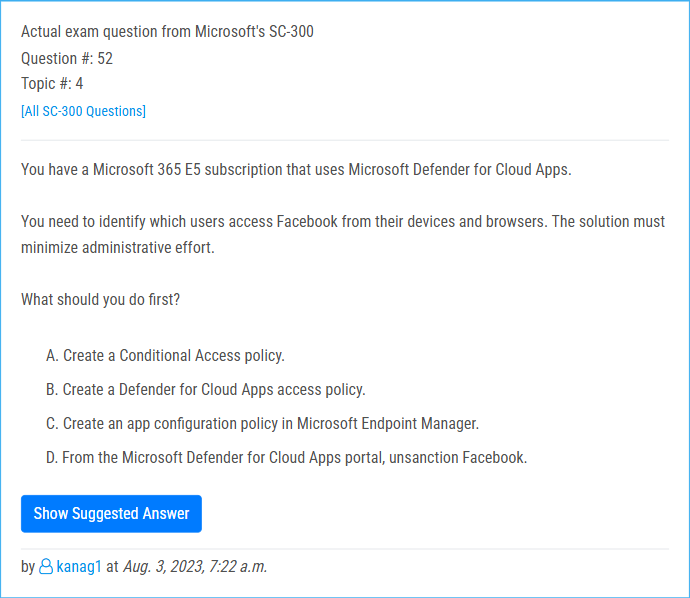 Actual exam question from Microsoft's SC-300
Question #: 52
Topic #: 4
[All SC-300 Questions]
You have a Microsoft 365 E5 subscription that uses Microsoft Defender for Cloud Apps.
You need to identify which users access Facebook from their devices and browsers. The solution must
minimize administrative effort.
What should you do first?
A. Create a Conditional Access policy.
B. Create a Defender for Cloud Apps access policy.
C. Create an app configuration policy in Microsoft Endpoint Manager.
D. From the Microsoft Defender for Cloud Apps portal, unsanction Facebook.
Show Suggested Answer
by kanag1 at Aug. 3, 2023, 7:22 a.m.